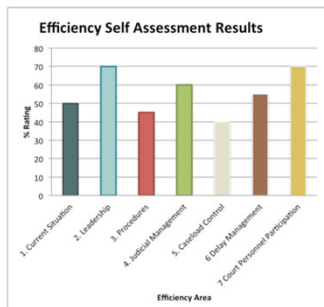 Efficiency Self Assessment Results
80
70
60
50
40
30
20
10
0
% Rating
1. Current Situation
2. Leadership
3. Procedures
4. Judicial Management
5. Caseload Control
6 Delay Management
7 Court Personnel Participation
Efficiency Area